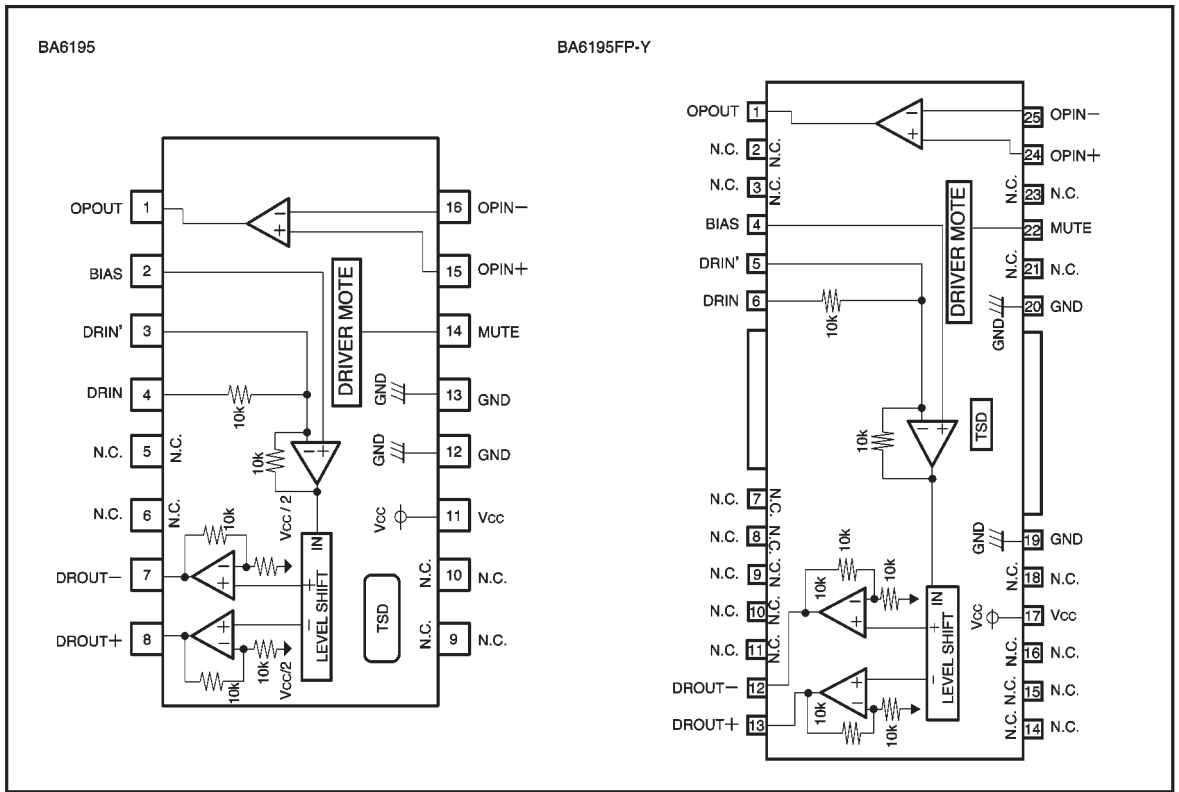 BA6195
BA6195FP-Y
OPOUT 1
BIAS 2
DRIN' 3
DRIN 4
N.C. 5 N.C.
N.C. 6 N.C.
DROUT− 7
DROUT+ 8
16 OPIN−
15 OPIN+
14 MUTE
GND 13 GND
GND 12 GND
Vcc 11 Vcc
N.C. 10 N.C.
N.C. 9 N.C.
− +
DRIVER MOTE
10k
10k
− +
Vcc / 2
10k
− +
IN
LEVEL SHIFT
+ −
+ −
10k
10k
Vcc/2
TSD
OPOUT 1
N.C. 2 N.C.
N.C. 3 N.C.
BIAS 4
DRIN' 5
DRIN 6
N.C. 7 N.C.
N.C. 8 N.C.
N.C. 9 N.C.
N.C. 10 N.C.
N.C. 11 N.C.
DROUT− 12
DROUT+ 13
25 OPIN−
24 OPIN+
N.C. 23 N.C.
22 MUTE
N.C. 21 N.C.
GND 20 GND
GND 19 GND
N.C. 18 N.C.
Vcc 17 Vcc
N.C. 16 N.C.
N.C. 15 N.C.
N.C. 14 N.C.
− +
DRIVER MOTE
10k
10k
− +
TSD
10k
10k
− +
IN
LEVEL SHIFT
+ −
+ −
10k
10k